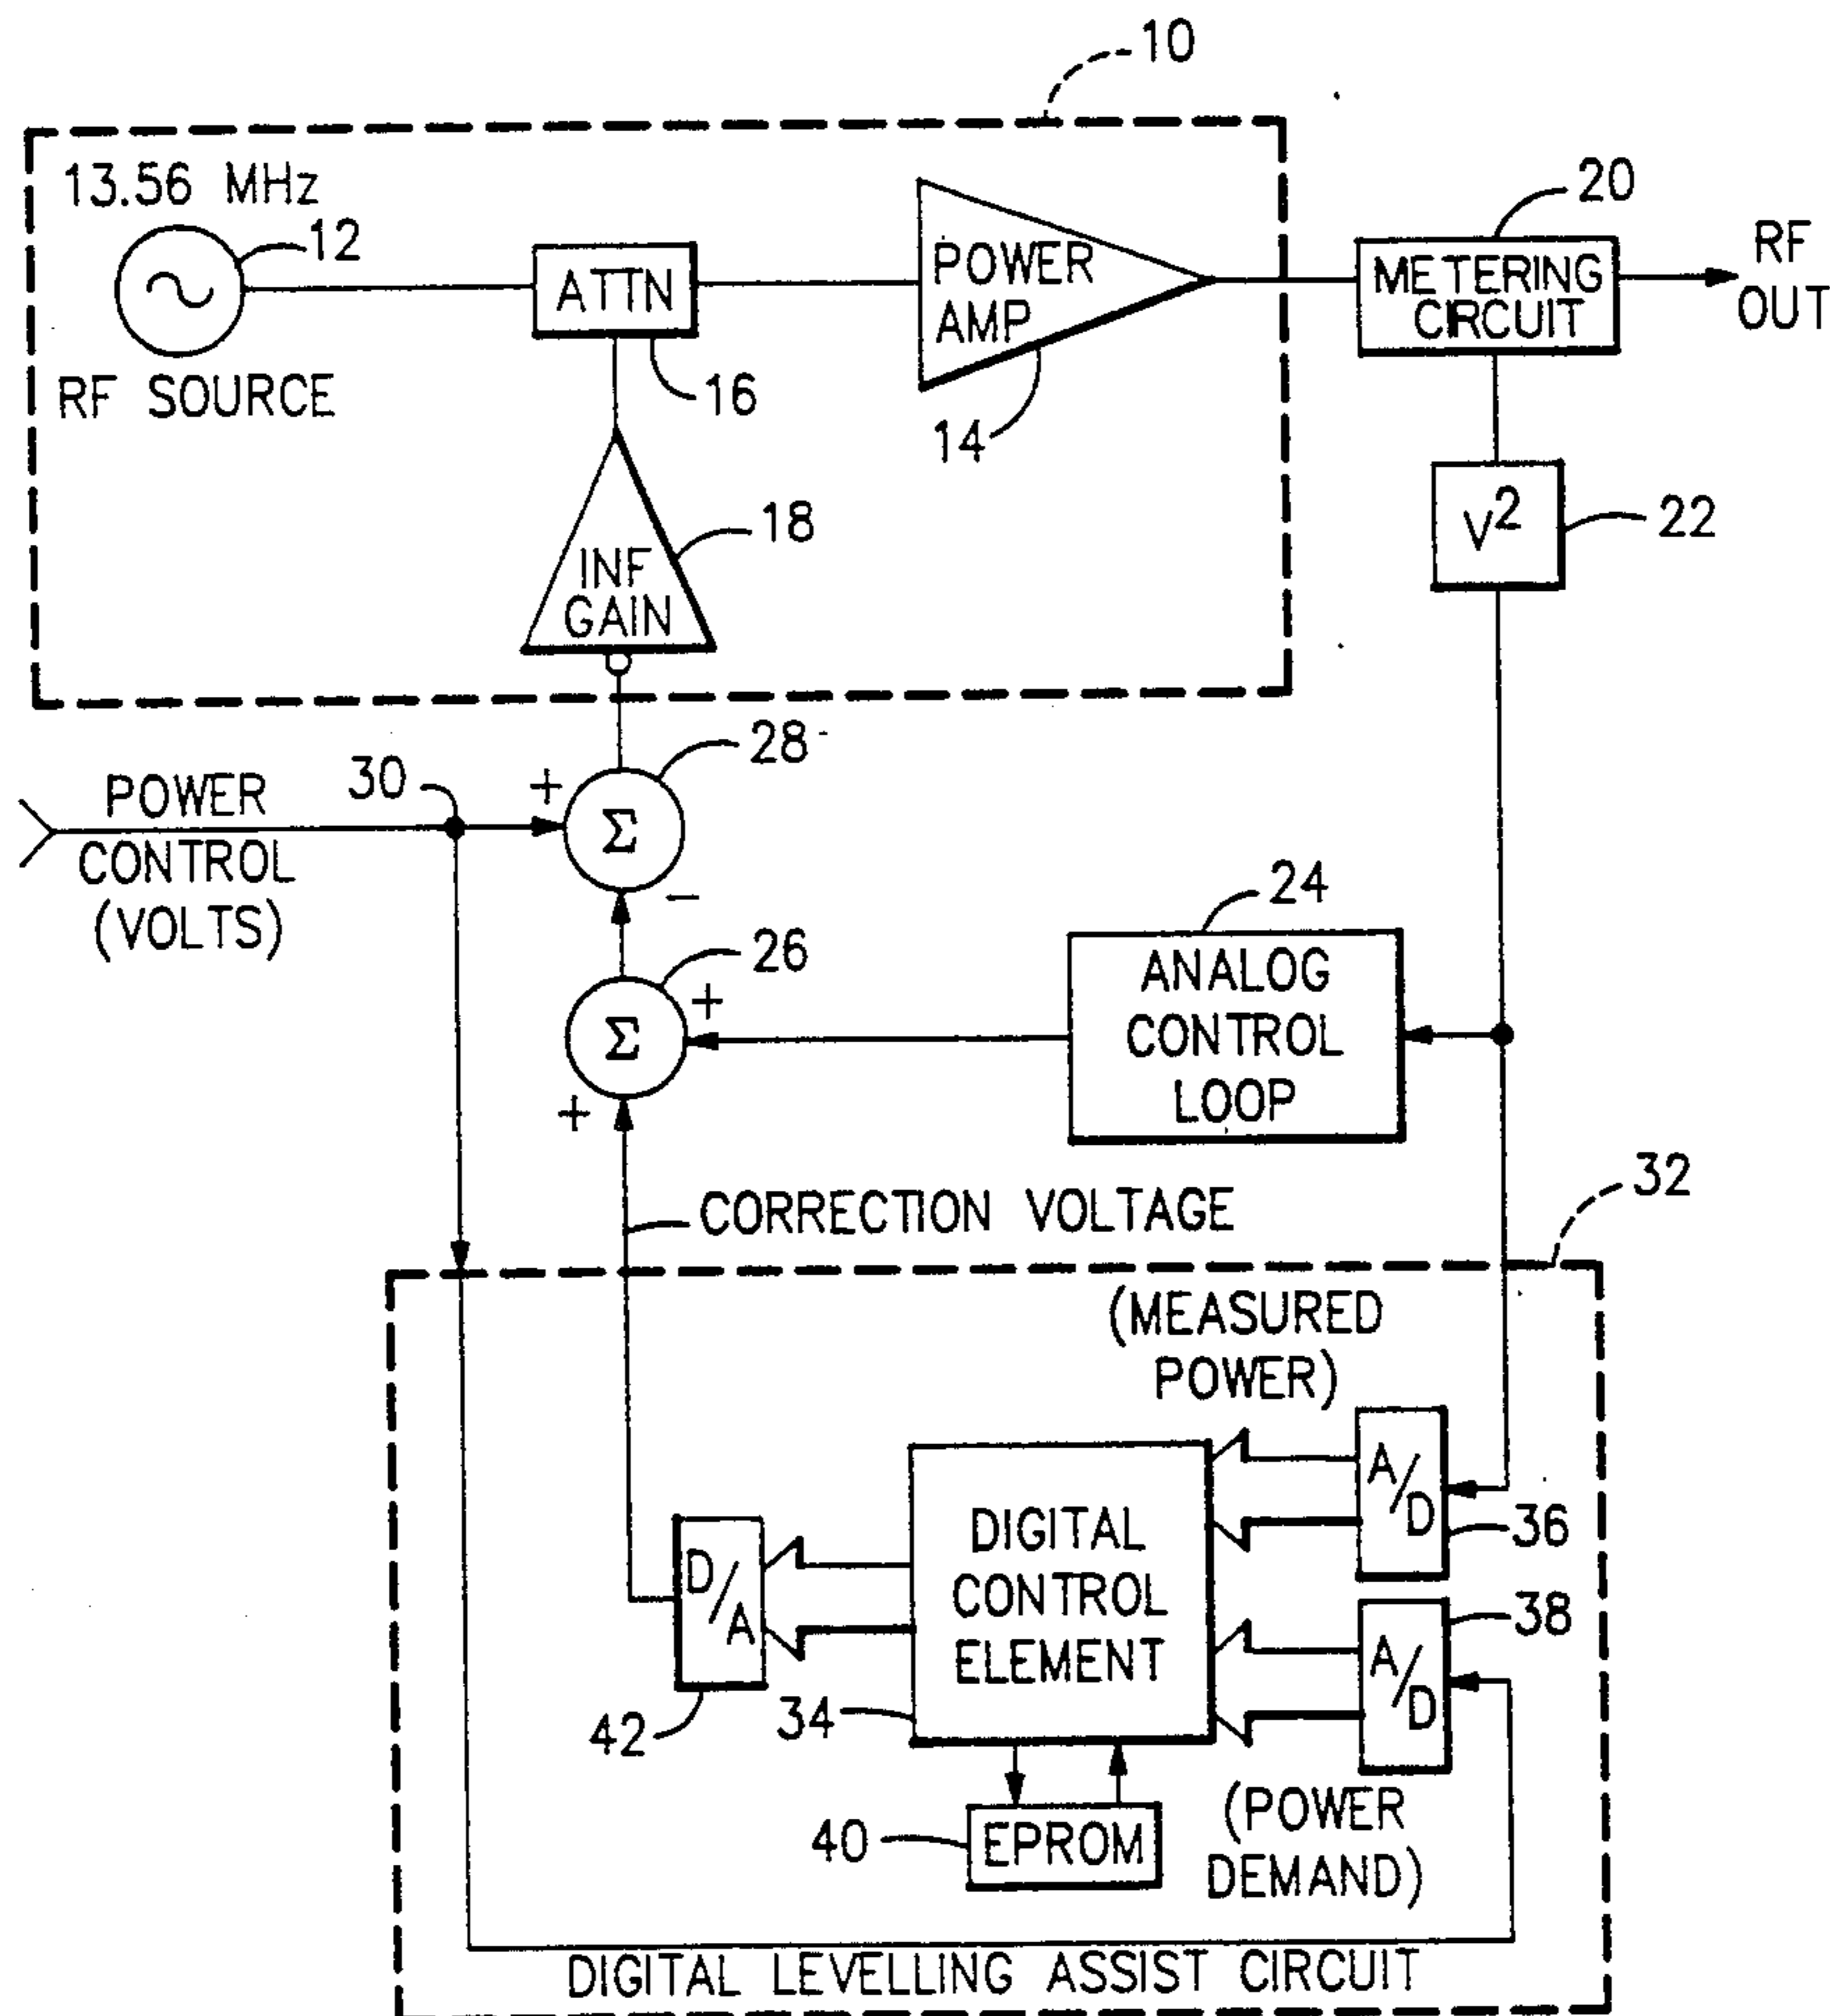 10
13.56 MHz
12
RF SOURCE
ATTN
16
POWER
AMP
14
20
METERING
CIRCUIT
RF
OUT
V²
22
INF
GAIN
18
28
30
+
Σ
−
POWER
CONTROL
(VOLTS)
26
+
Σ
+
24
ANALOG
CONTROL
LOOP
CORRECTION VOLTAGE
32
(MEASURED
POWER)
A/D
36
DIGITAL
CONTROL
ELEMENT
34
D/A
42
A/D
38
(POWER
DEMAND)
40
EPROM
DIGITAL LEVELLING ASSIST CIRCUIT